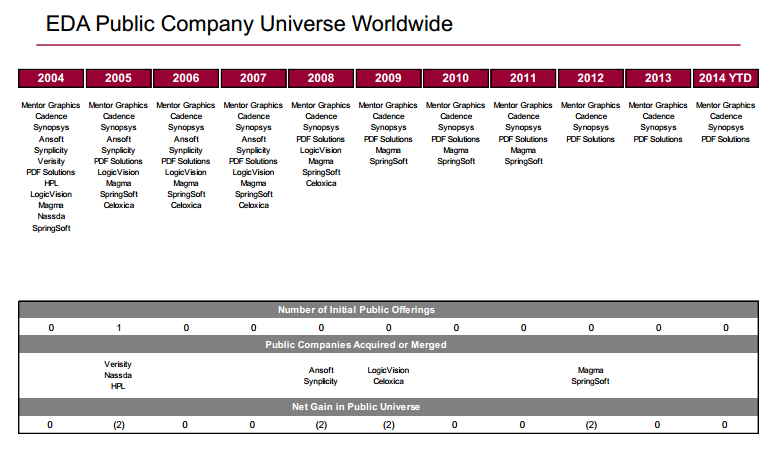 EDA Public Company Universe Worldwide
2004 2005 2006 2007 2008 2009 2010 2011 2012 2013 2014 YTD
Mentor Graphics Mentor Graphics Mentor Graphics Mentor Graphics Mentor Graphics Mentor Graphics Mentor Graphics Mentor Graphics Mentor Graphics Mentor Graphics Mentor Graphics
Cadence Cadence Cadence Cadence Cadence Cadence Cadence Cadence Cadence Cadence Cadence
Synopsys Synopsys Synopsys Synopsys Synopsys Synopsys Synopsys Synopsys Synopsys Synopsys Synopsys
Ansoft Ansoft Ansoft Ansoft PDF Solutions PDF Solutions PDF Solutions PDF Solutions PDF Solutions PDF Solutions PDF Solutions
Synplicity Synplicity Synplicity Synplicity LogicVision Magma Magma Magma
Verisity PDF Solutions PDF Solutions PDF Solutions Magma SpringSoft SpringSoft SpringSoft
PDF Solutions LogicVision LogicVision LogicVision SpringSoft
HPL Magma Magma Magma Celoxica
LogicVision SpringSoft SpringSoft SpringSoft
Magma Celoxica Celoxica Celoxica
Nassda
SpringSoft
Number of Initial Public Offerings
0 1 0 0 0 0 0 0 0 0 0
Public Companies Acquired or Merged
Verisity
Nassda Ansoft LogicVision Magma
HPL Synplicity Celoxica SpringSoft
Net Gain in Public Universe
0 (2) 0 0 (2) (2) 0 0 (2) 0 0